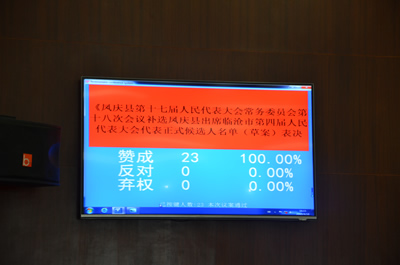 《凤庆县第十七届人民代表大会常务委员会第
十八次会议补选凤庆县出席临沧市第四届人民
代表大会代表正式候选人名单（草案）表决
赞成 23 100.00%
反对 0 0.00%
弃权 0 0.00%